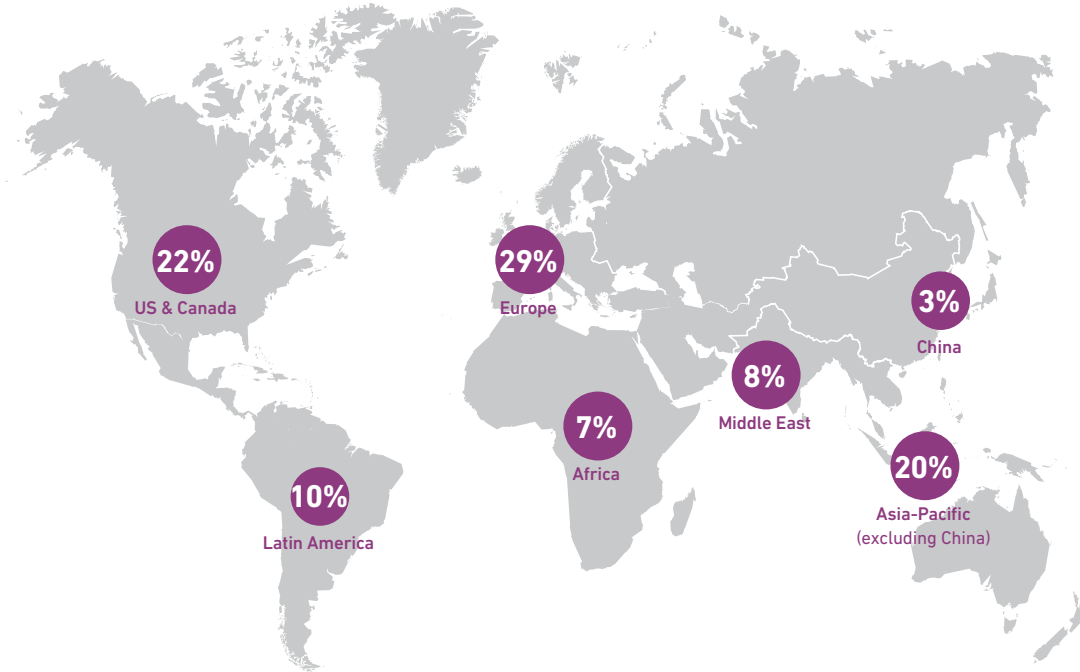 22%
US & Canada
29%
Europe
3%
China
8%
Middle East
7%
Africa
20%
Asia-Pacific
(excluding China)
10%
Latin America